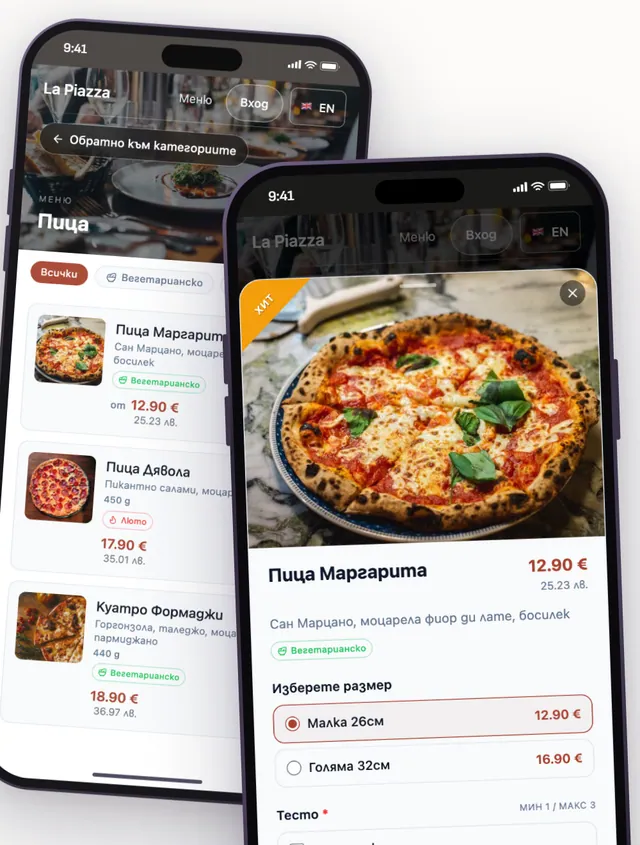 9:41
La Piazza
Меню
Вход
EN
← Обратно към категориите
МЕНЮ
Пица
Всички
Вегетарианско
Пица
Сан Марцано,
босилек
Вегетарианско
от 12.90 €
25.23 лв.
Пица Дявола
Пикантно салами,
450 g
Люто
17.90 €
35.01 лв.
Куатро Формаджи
Горгонзола, таледжо,
пармиджано
440 g
Вегетарианско
18.90 €
36.97 лв.
9:41
La Piazza
Меню
Вход
EN
ХИТ
Пица Маргарита
12.90 €
25.23 лв.
Сан Марцано, моцарела фиор ди лате, босилек
Вегетарианско
Изберете размер
Малка 26см
12.90 €
Голяма 32см
16.90 €
Тесто *
МИН 1 / МАКС 3